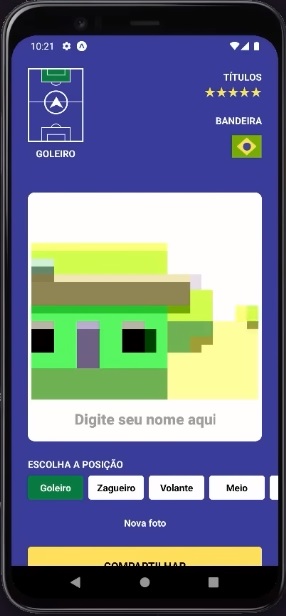 10:21
TÍTULOS
BANDEIRA
GOLEIRO
Digite seu nome aqui
ESCOLHA A POSIÇÃO
Goleiro Zagueiro Volante Meio
Nova foto
COMPARTILHAR